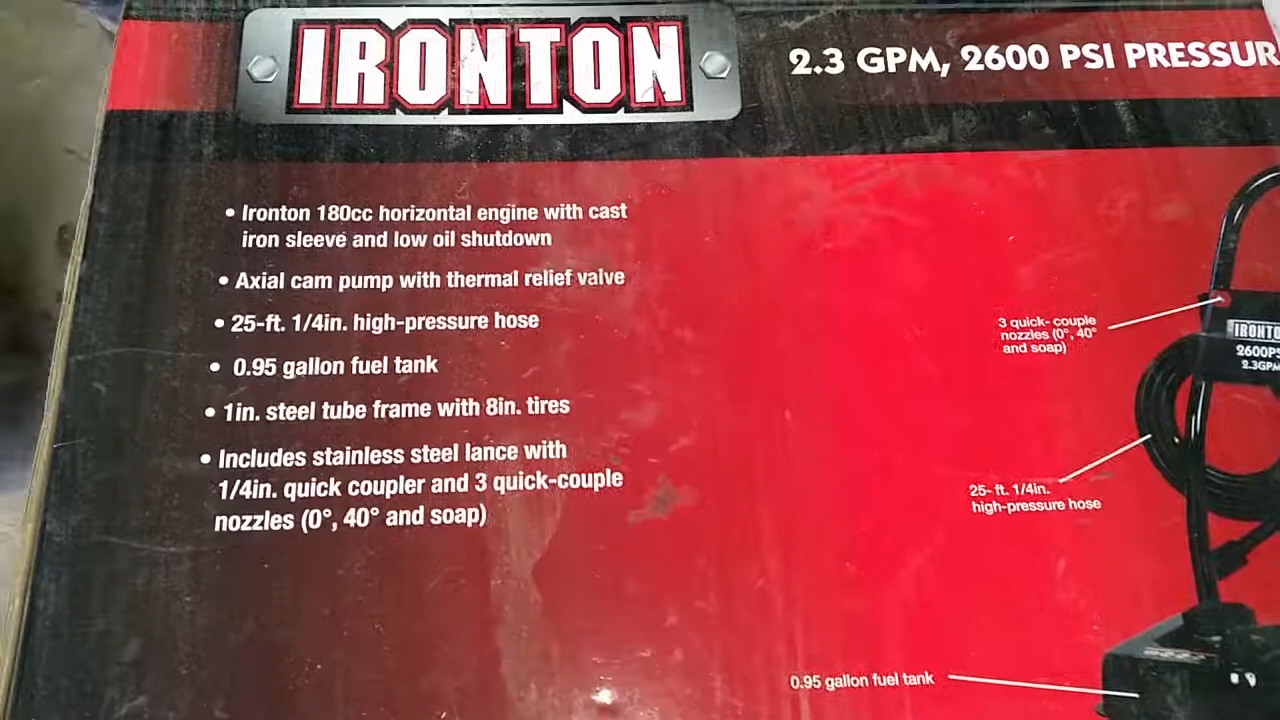 IRONTON
2.3 GPM, 2600 PSI PRESSUR
• Ironton 180cc horizontal engine with cast
iron sleeve and low oil shutdown
• Axial cam pump with thermal relief valve
• 25-ft. 1/4in. high-pressure hose
• 0.95 gallon fuel tank
• 1in. steel tube frame with 8in. tires
• Includes stainless steel lance with
1/4in. quick coupler and 3 quick-couple
nozzles (0°, 40° and soap)
3 quick- couple
nozzles (0°, 40°
and soap)
IRONTO
2600PS
2.3GPM
25- ft. 1/4in.
high-pressure hose
0.95 gallon fuel tank